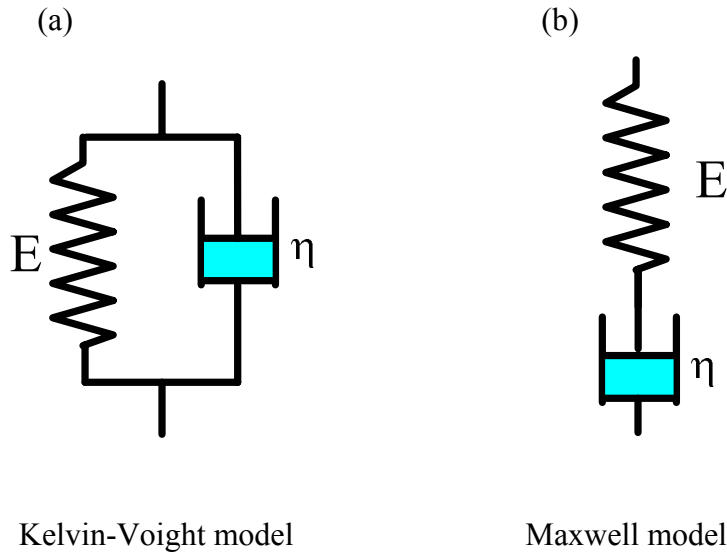 (a)
(b)
E
η
E
η
Kelvin-Voight model
Maxwell model